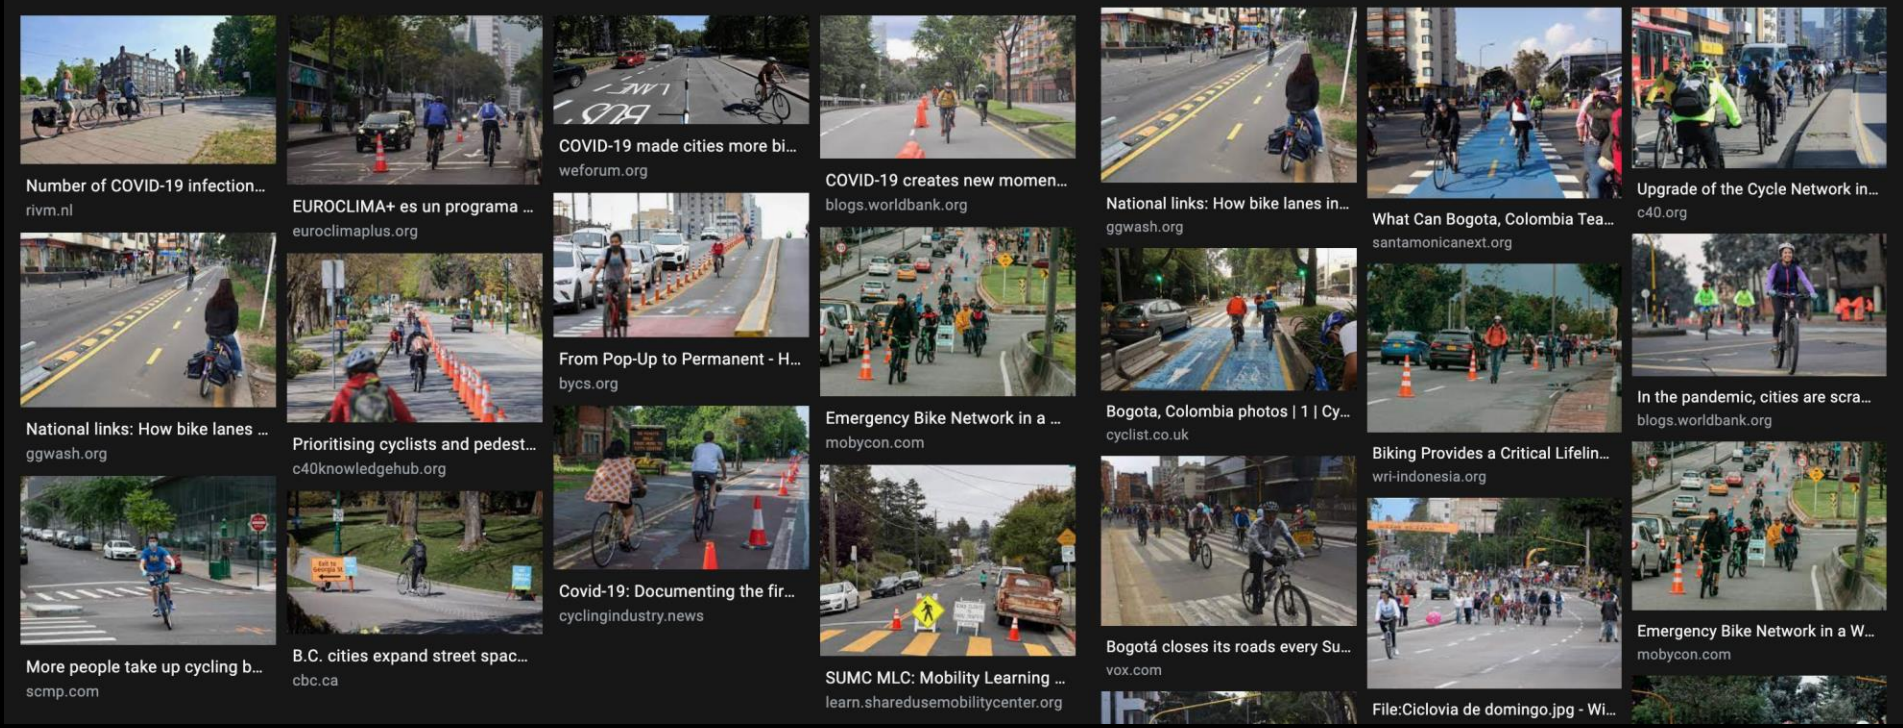 Number of COVID-19 infection...
rivm.nl
National links: How bike lanes ...
ggwash.org
More people take up cycling b...
scmp.com
EUROCLIMA+ es un programa ...
euroclimaplus.org
Prioritising cyclists and pedest...
c40knowledgehub.org
Exit to
Georgia St.
B.C. cities expand street spac...
cbc.ca
LANE
BUS
COVID-19 made cities more bi...
weforum.org
From Pop-Up to Permanent - H...
bycs.org
Covid-19: Documenting the fir...
cyclingindustry.news
COVID-19 creates new momen...
blogs.worldbank.org
Emergency Bike Network in a ...
mobycon.com
SUMC MLC: Mobility Learning ...
learn.sharedusemobilitycenter.org
National links: How bike lanes in...
ggwash.org
Bogota, Colombia photos | 1 | Cy...
cyclist.co.uk
Bogotá closes its roads every Su...
vox.com
What Can Bogota, Colombia Tea...
santamonicanext.org
Biking Provides a Critical Lifelin...
wri-indonesia.org
File:Ciclovia de domingo.jpg - Wi...
Upgrade of the Cycle Network in...
c40.org
In the pandemic, cities are scra...
blogs.worldbank.org
Emergency Bike Network in a W...
mobycon.com